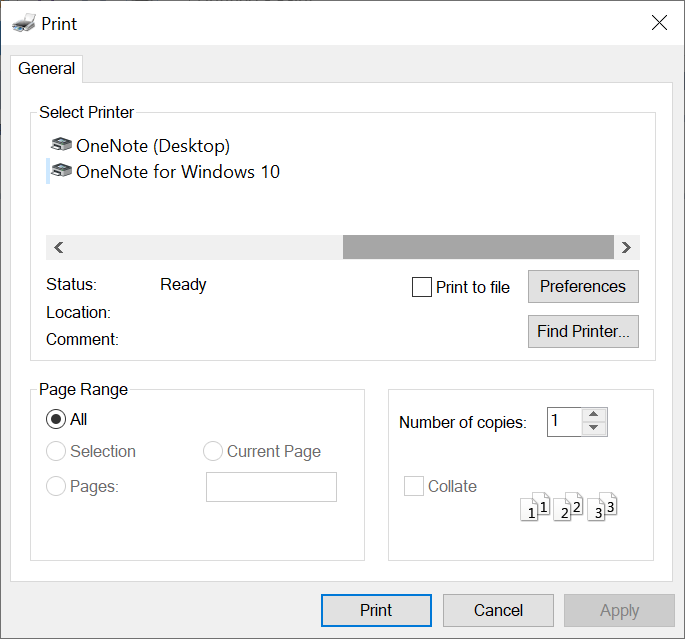 Print
General
Select Printer
OneNote (Desktop)
OneNote for Windows 10
Status: Ready
Print to file
Preferences
Location:
Comment:
Find Printer...
Page Range
All
Selection
Current Page
Pages:
Number of copies: 1
Collate
1 1 2 2 3 3
Print
Cancel
Apply